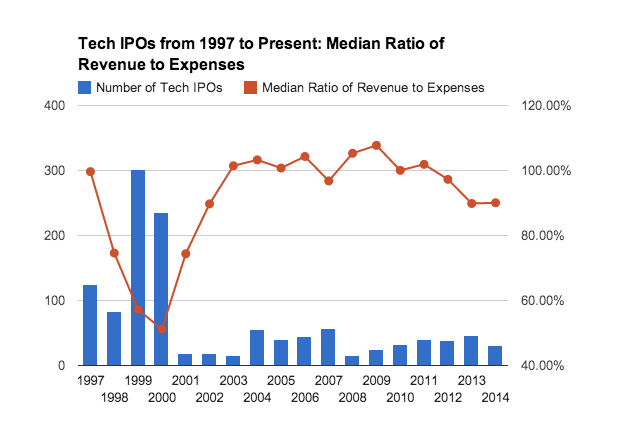 Tech IPOs from 1997 to Present: Median Ratio of
Revenue to Expenses
Number of Tech IPOs Median Ratio of Revenue to Expenses
400 120.00%
300 100.00%
200 80.00%
100 60.00%
0 40.00%
1997 1999 2001 2003 2005 2007 2009 2011 2013
1998 2000 2002 2004 2006 2008 2010 2012 2014